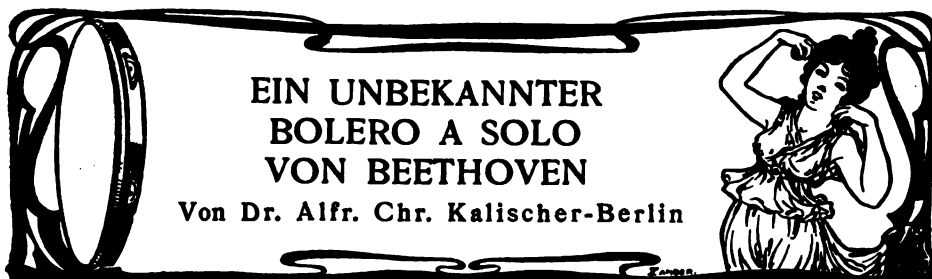 EIN UNBEKANNTER
BOLERO A SOLO
VON BEETHOVEN
Von Dr. Alfr. Chr. Kalischer-Berlin